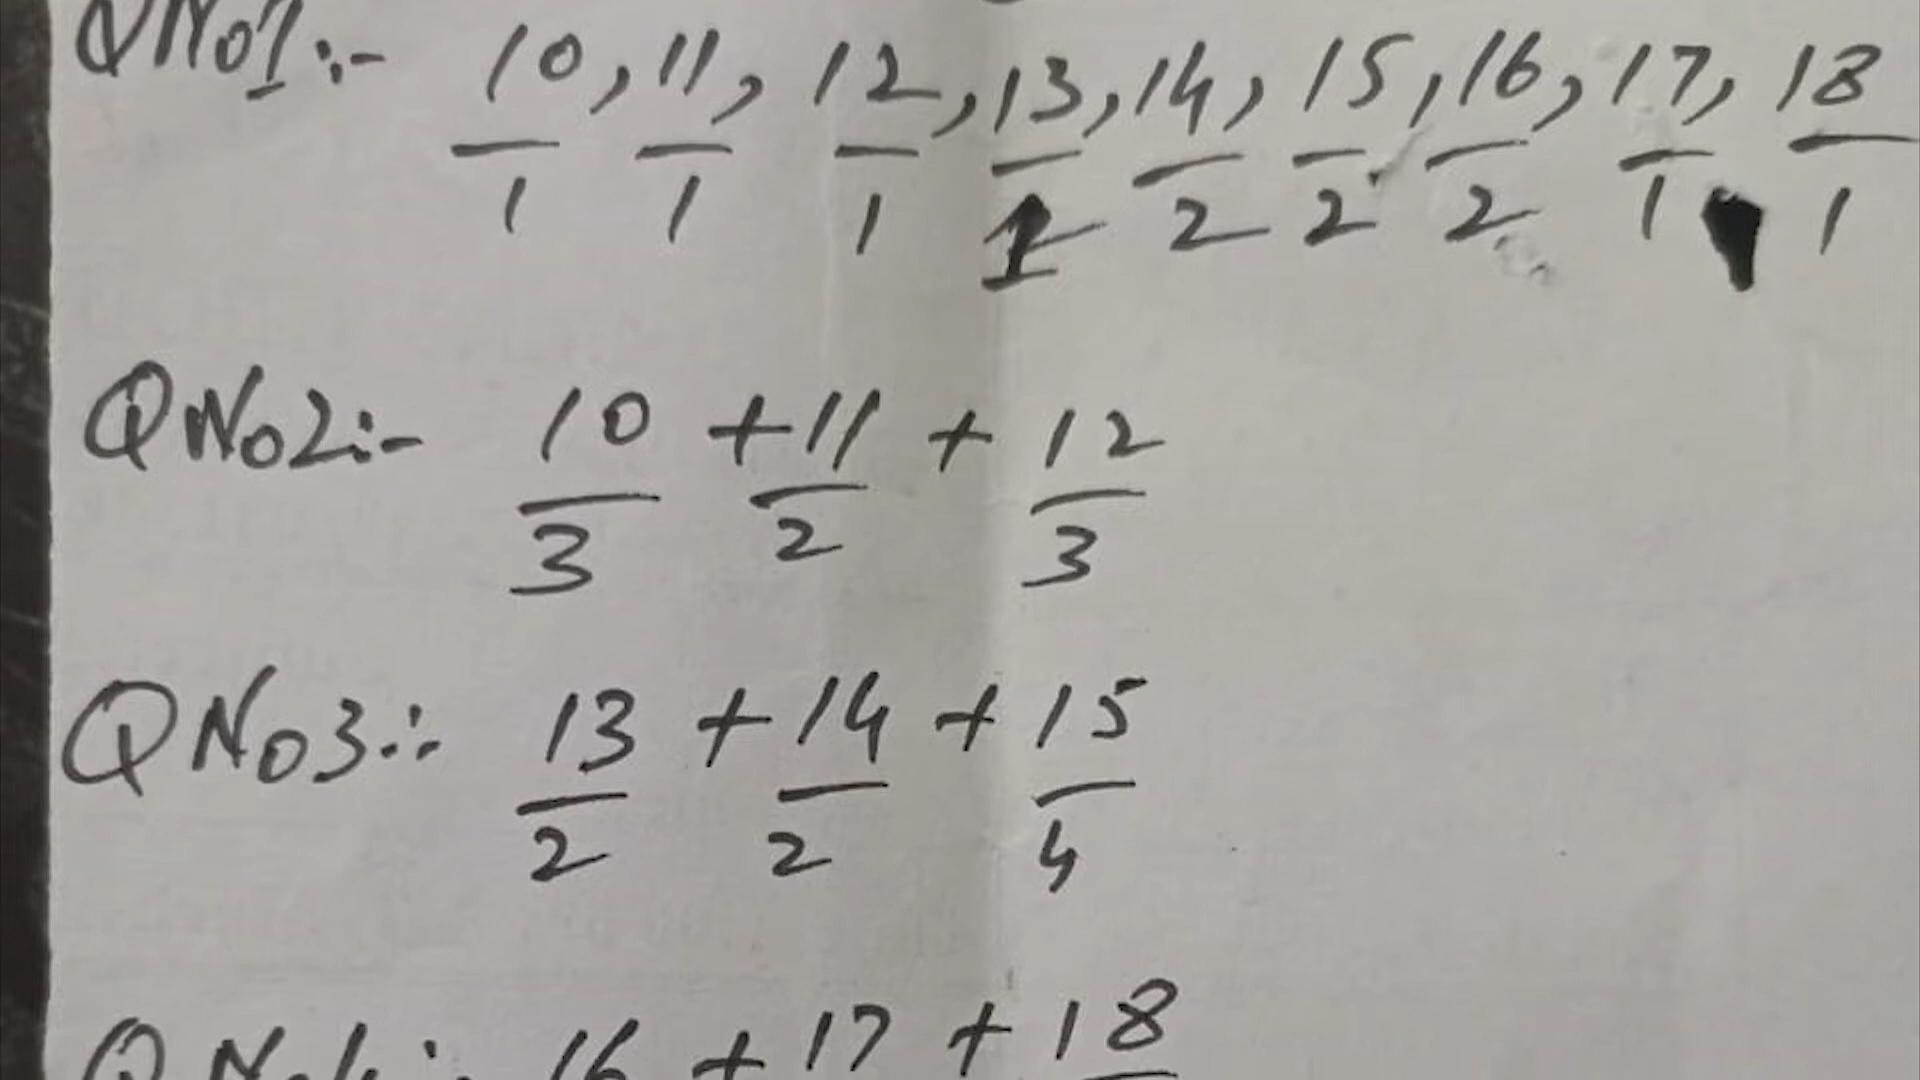 QNo1:- 10, 11, 12, 13, 14, 15, 16, 17, 18
1 1 1 1 2 2 2 1 1
QNo2:- 10 + 11 + 12
3 2 3
QNo3:- 13 + 14 + 15
2 2 4
QNo4:- 16 + 17 + 18